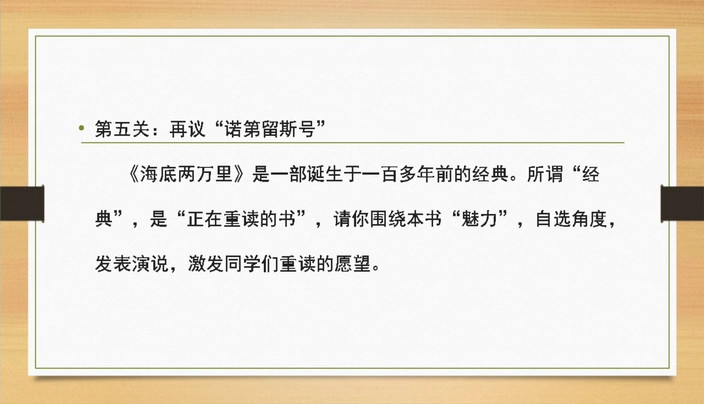 第五关：再议“诺第留斯号”
《海底两万里》是一部诞生于一百多年前的经典。所谓“经
典”，是“正在重读的书”，请你围绕本书“魅力”，自选角度，
发表演说，激发同学们重读的愿望。